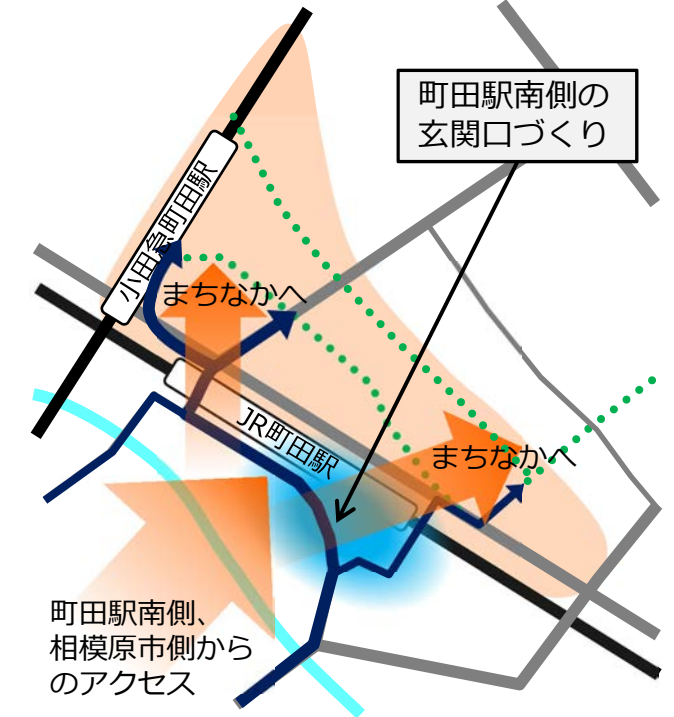 町田駅南側の
玄関口づくり
小田急町田駅
まちなかへ
JR町田駅
まちなかへ
町田駅南側、
相模原市側から
のアクセス